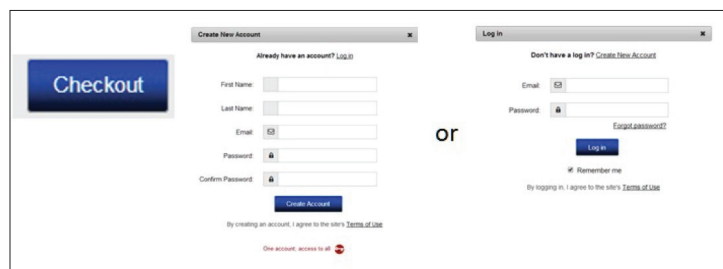 Checkout
Create New Account
Already have an account? Log in
First Name:
Last Name:
Email:
Password:
Confirm Password:
Create Account
By creating an account, I agree to the site's Terms of Use
One account; access to all
or
Log in
Don't have a log in? Create New Account
Email:
Password:
Forgot password?
Log in
Remember me
By logging in, I agree to the site's Terms of Use